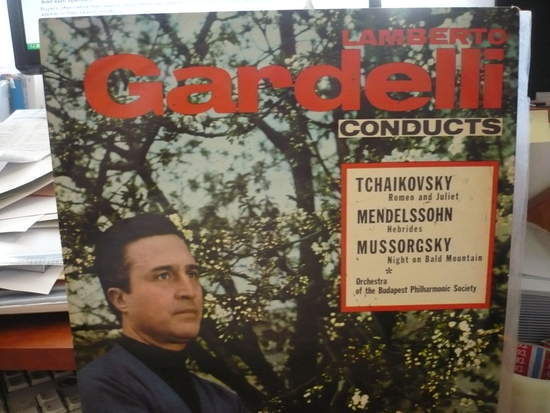 LAMBERTO
Gardelli
CONDUCTS
TCHAIKOVSKY
Romeo and Juliet
MENDELSSOHN
Hebrides
MUSSORGSKY
Night on Bald Mountain
*
Orchestra
of the Budapest Philharmonic Society